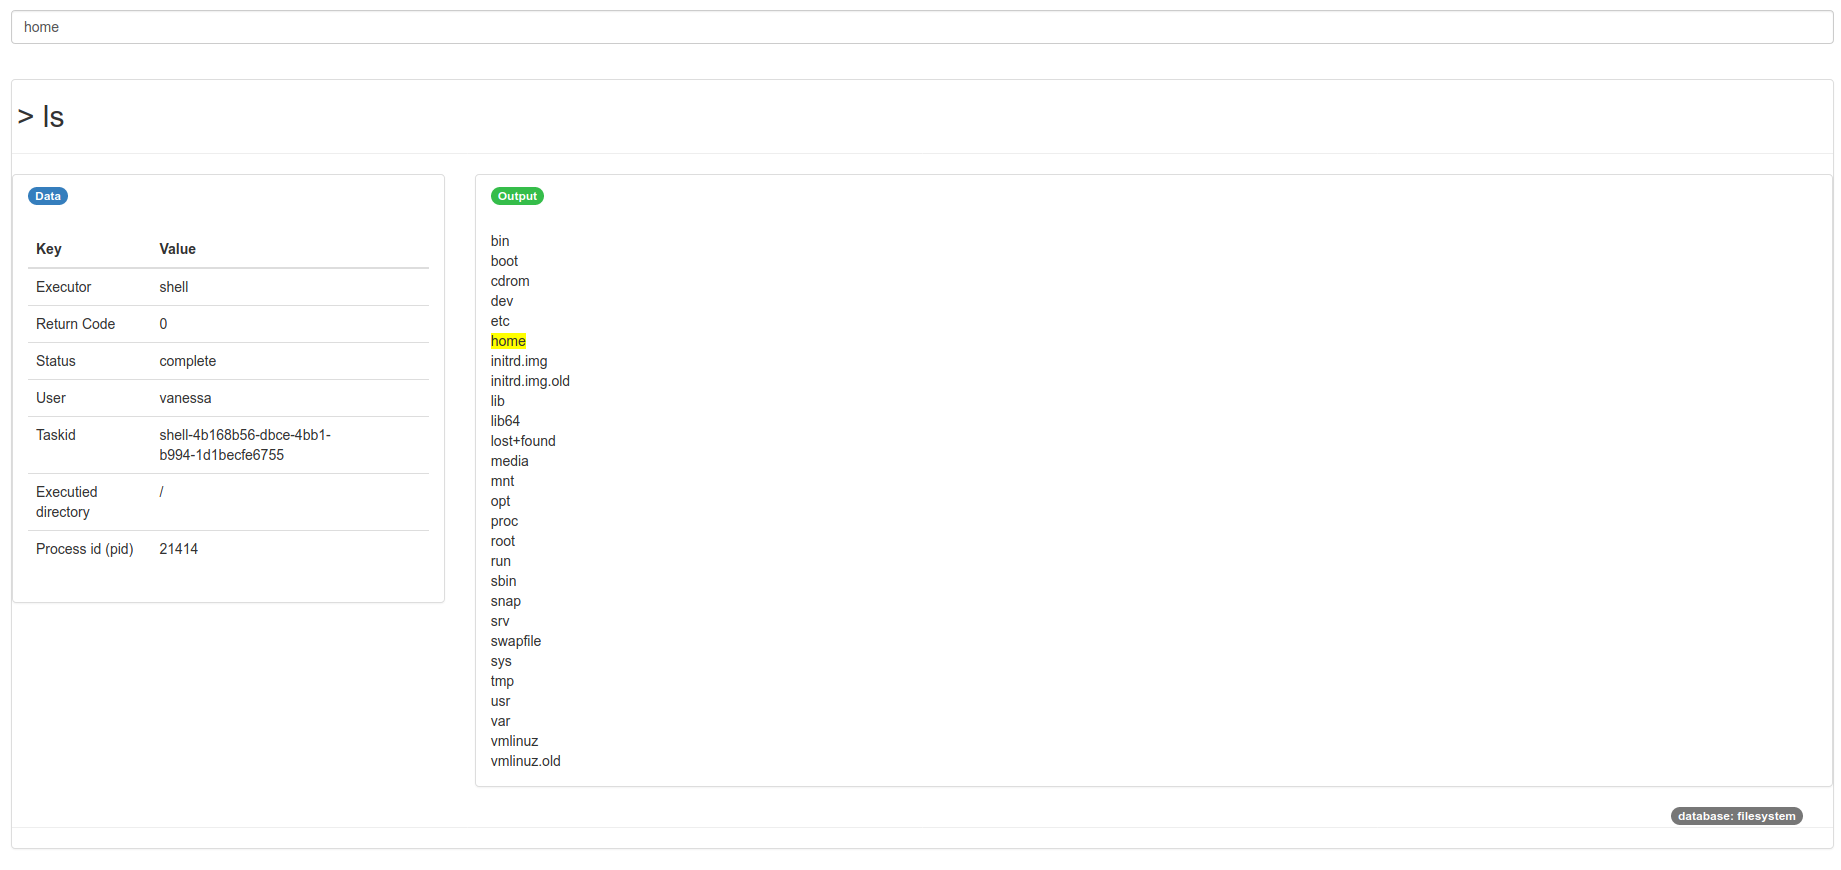 home
> ls
Data
Key Value
Executor shell
Return Code 0
Status complete
User vanessa
Taskid shell-4b168b56-dbce-4bb1-
b994-1d1becfe6755
Executied /
directory
Process id (pid) 21414
Output
bin
boot
cdrom
dev
etc
home
initrd.img
initrd.img.old
lib
lib64
lost+found
media
mnt
opt
proc
root
run
sbin
snap
srv
swapfile
sys
tmp
usr
var
vmlinuz
vmlinuz.old
database: filesystem